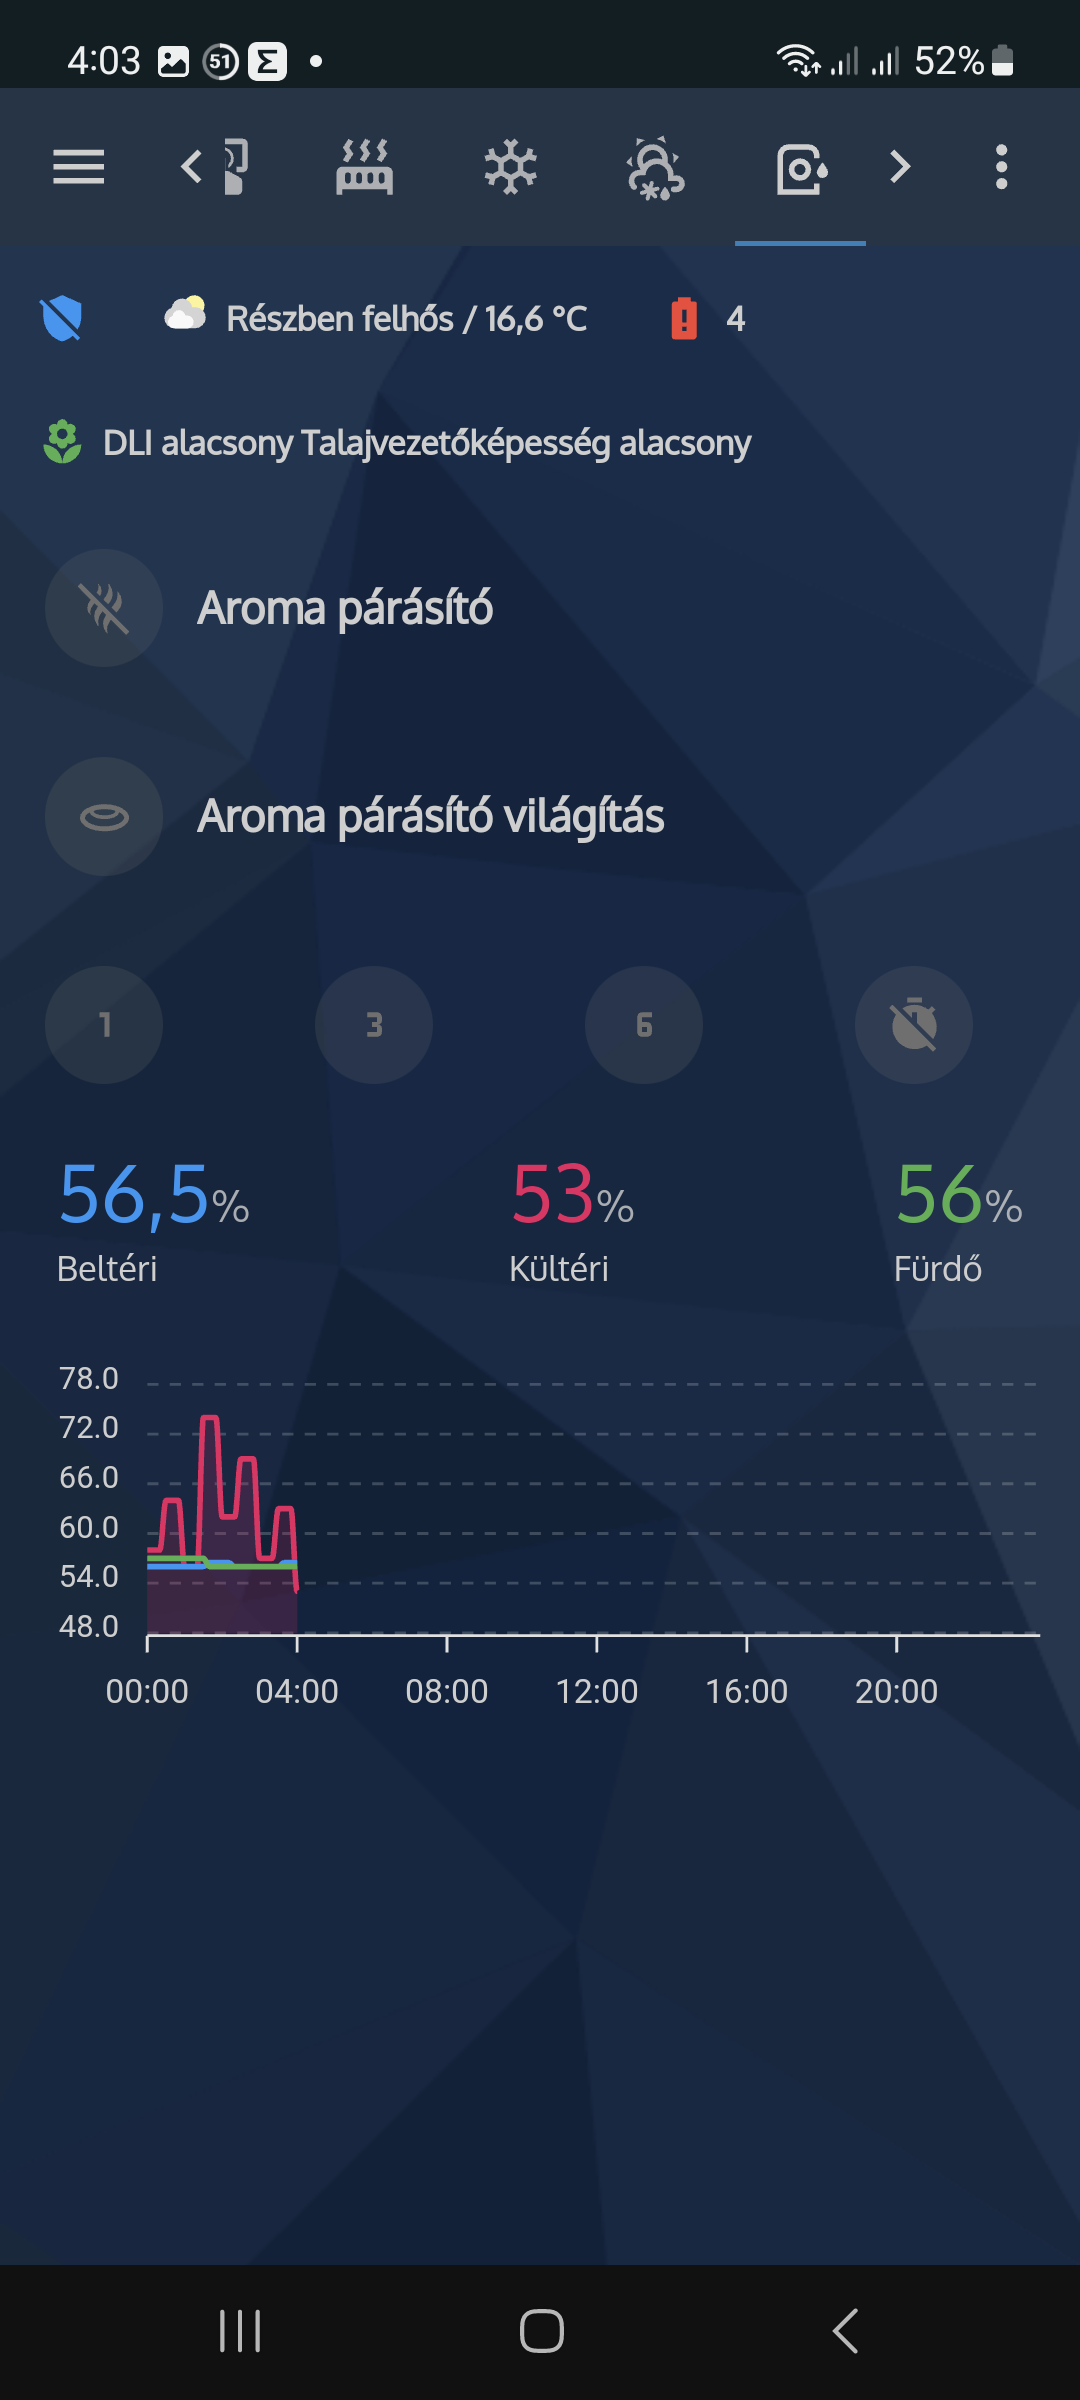 4:03 51 52%
Részben felhős / 16,6 °C 4
DLI alacsony Talajvezetőképesség alacsony
Aroma párásító
Aroma párásító világítás
1 3 6
56,5% 53% 56%
Beltéri Kültéri Fürdő
78.0
72.0
66.0
60.0
54.0
48.0
00:00 04:00 08:00 12:00 16:00 20:00